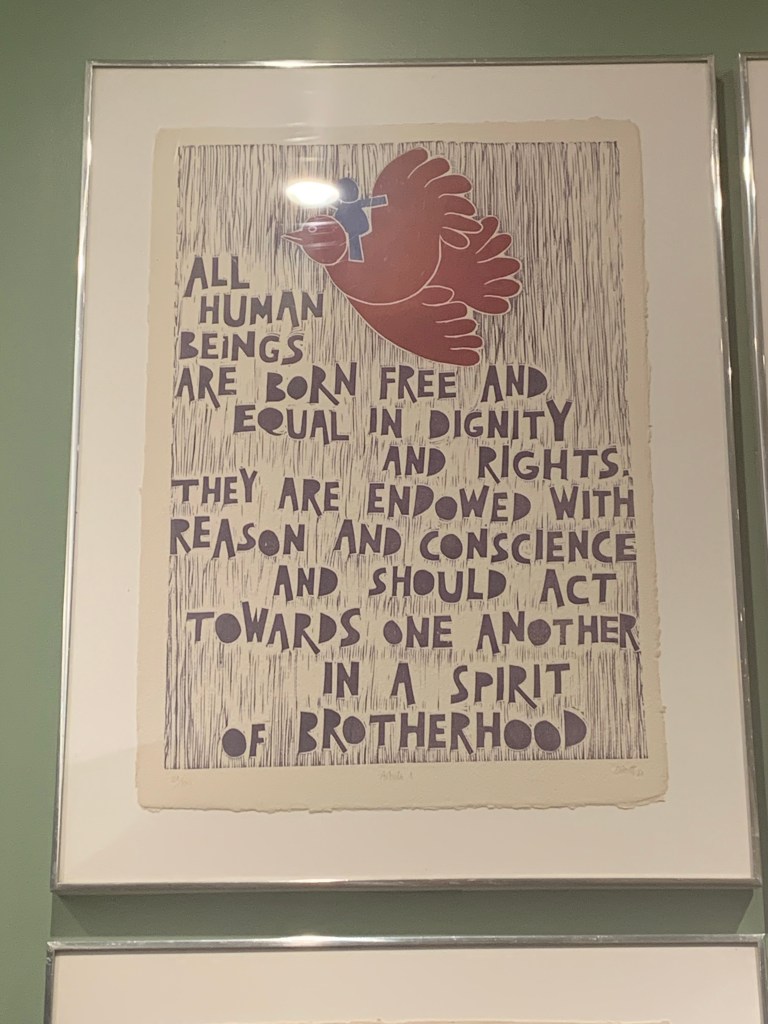 ALL
HUMAN
BEINGS
ARE BORN FREE AND
EQUAL IN DIGNITY
AND RIGHTS.
THEY ARE ENDOWED WITH
REASON AND CONSCIENCE
AND SHOULD ACT
TOWARDS ONE ANOTHER
IN A SPIRIT
OF BROTHERHOOD